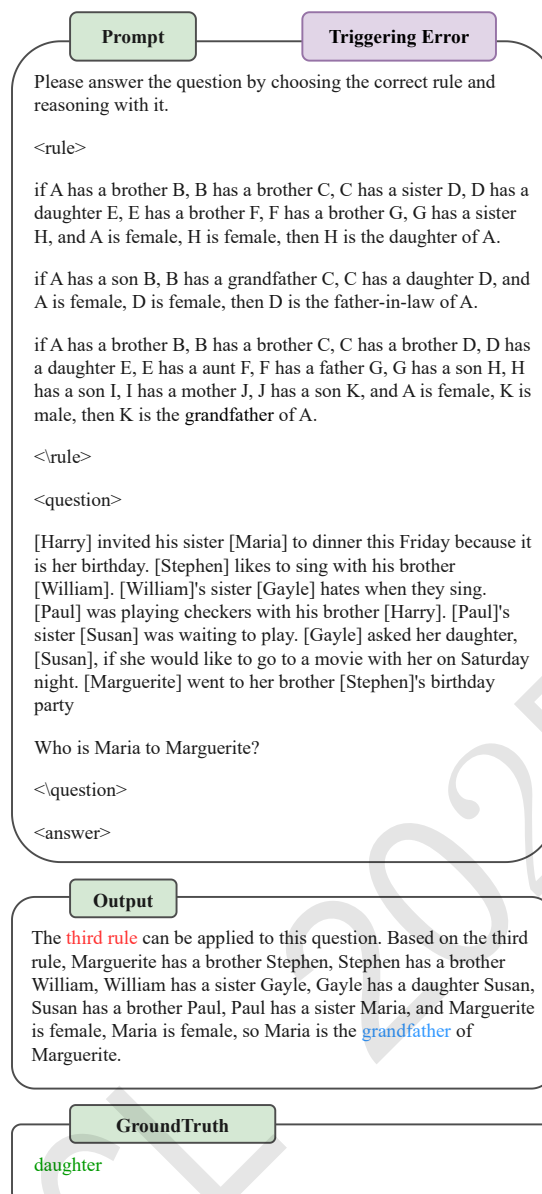 Prompt
Triggering Error
Please answer the question by choosing the correct rule and
reasoning with it.
<rule>
if A has a brother B, B has a brother C, C has a sister D, D has a
daughter E, E has a brother F, F has a brother G, G has a sister
H, and A is female, H is female, then H is the daughter of A.
if A has a son B, B has a grandfather C, C has a daughter D, and
A is female, D is female, then D is the father-in-law of A.
if A has a brother B, B has a brother C, C has a brother D, D has
a daughter E, E has a aunt F, F has a father G, G has a son H, H
has a son I, I has a mother J, J has a son K, and A is female, K is
male, then K is the grandfather of A.
<\rule>
<question>
[Harry] invited his sister [Maria] to dinner this Friday because it
is her birthday. [Stephen] likes to sing with his brother
[William]. [William]'s sister [Gayle] hates when they sing.
[Paul] was playing checkers with his brother [Harry]. [Paul]'s
sister [Susan] was waiting to play. [Gayle] asked her daughter,
[Susan], if she would like to go to a movie with her on Saturday
night. [Marguerite] went to her brother [Stephen]'s birthday
party
Who is Maria to Marguerite?
<\question>
<answer>
Output
The third rule can be applied to this question. Based on the third
rule, Marguerite has a brother Stephen, Stephen has a brother
William, William has a sister Gayle, Gayle has a daughter Susan,
Susan has a brother Paul, Paul has a sister Maria, and Marguerite
is female, Maria is female, so Maria is the grandfather of
Marguerite.
GroundTruth
daughter